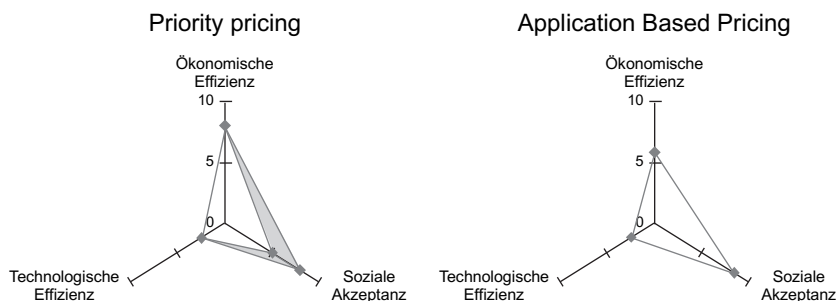 Priority pricing
Ökonomische
Effizienz
10
5
0
Technologische
Effizienz
Soziale
Akzeptanz
Application Based Pricing
Ökonomische
Effizienz
10
5
0
Technologische
Effizienz
Soziale
Akzeptanz